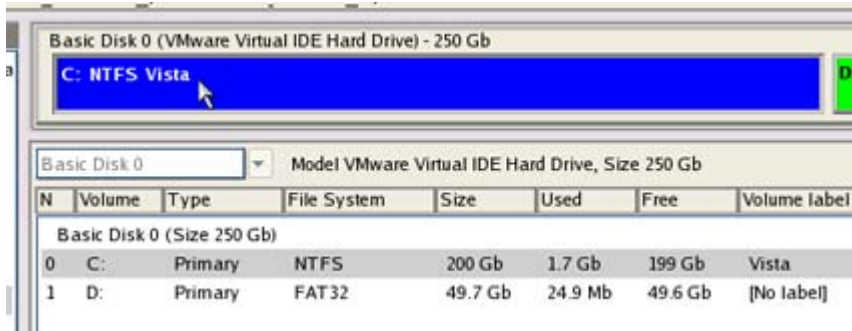 Basic Disk 0 (VMware Virtual IDE Hard Drive) - 250 Gb
C: NTFS Vista
D
Basic Disk 0 Model VMware Virtual IDE Hard Drive, Size 250 Gb
N Volume Type File System Size Used Free Volume label
Basic Disk 0 (Size 250 Gb)
0 C: Primary NTFS 200 Gb 1.7 Gb 199 Gb Vista
1 D: Primary FAT32 49.7 Gb 24.9 Mb 49.6 Gb [No label]